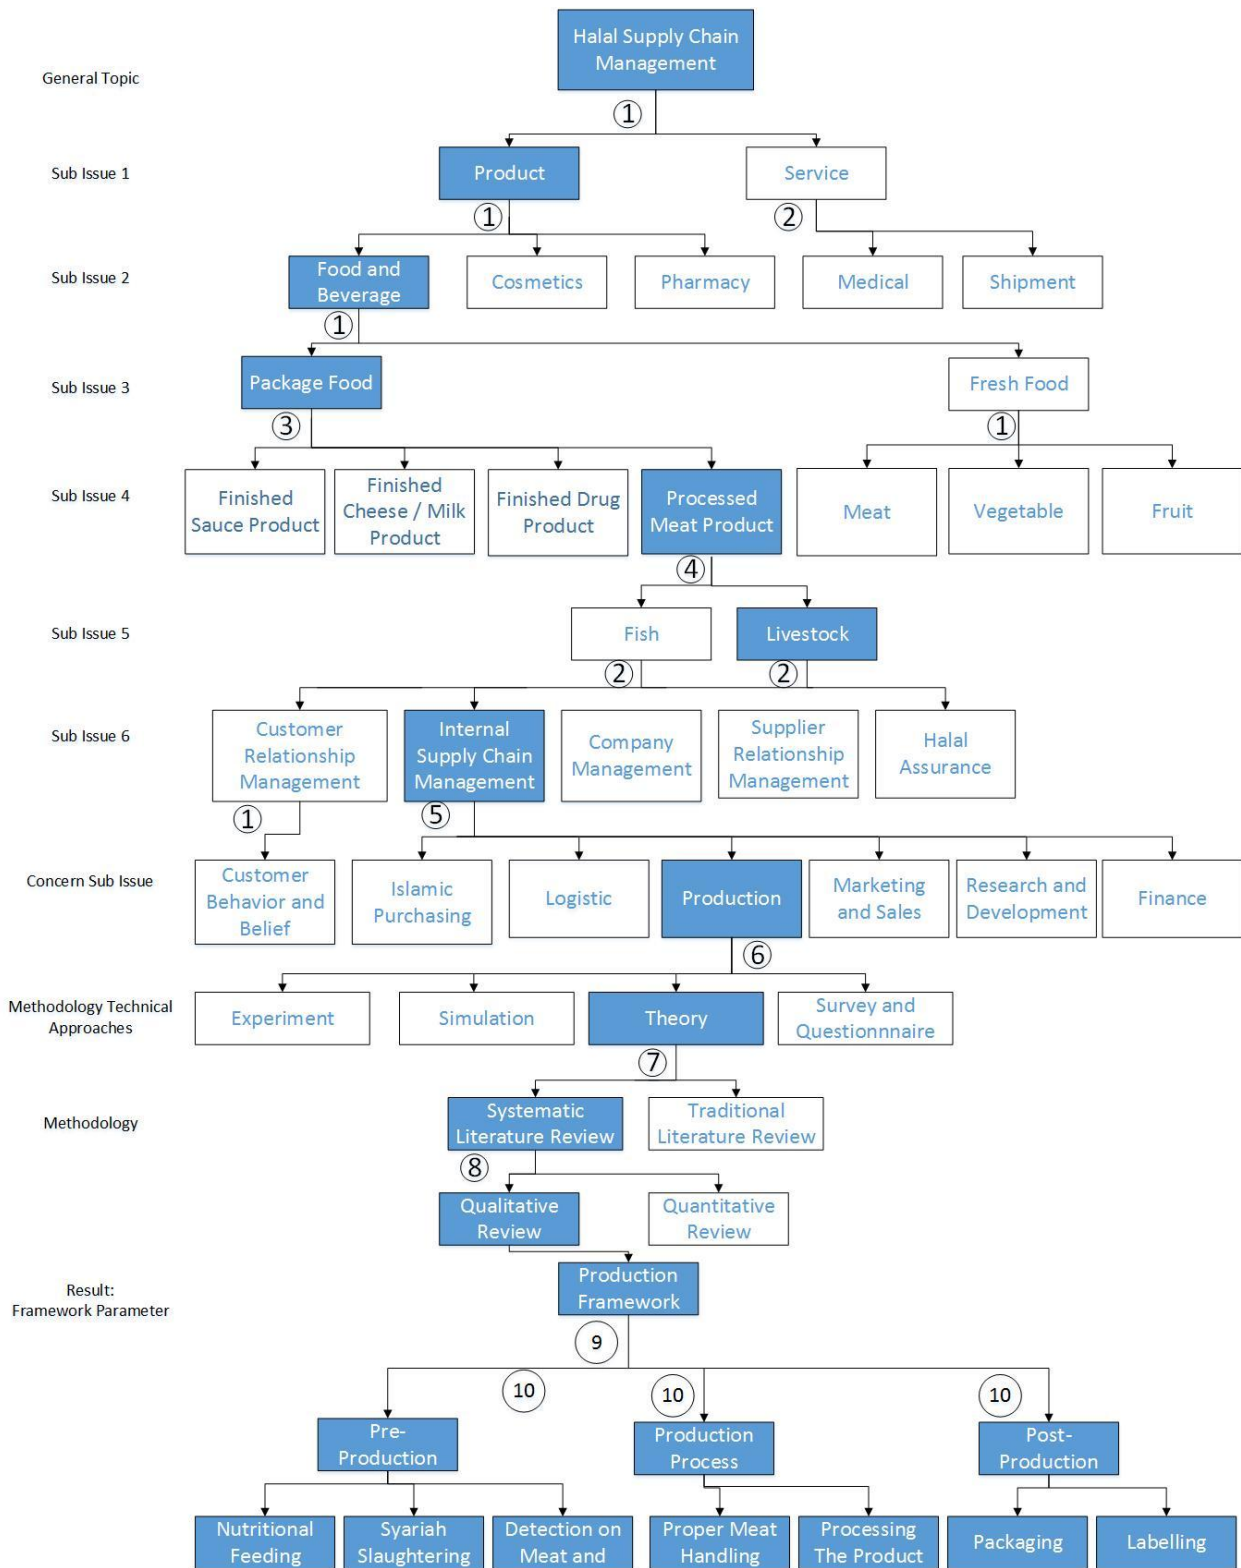 Halal Supply Chain
Management
General Topic
①
Sub Issue 1
Product
Service
①
②
Sub Issue 2
Food and
Beverage
Cosmetics
Pharmacy
Medical
Shipment
①
Sub Issue 3
Package Food
Fresh Food
③
①
Sub Issue 4
Finished
Sauce Product
Finished
Cheese / Milk
Product
Finished Drug
Product
Processed
Meat Product
Meat
Vegetable
Fruit
④
Sub Issue 5
Fish
Livestock
②
②
Sub Issue 6
Customer
Relationship
Management
Internal
Supply Chain
Management
Company
Management
Supplier
Relationship
Management
Halal
Assurance
①
⑤
Concern Sub Issue
Customer
Behavior and
Belief
Islamic
Purchasing
Logistic
Production
Marketing
and Sales
Research and
Development
Finance
⑥
Methodology Technical
Approaches
Experiment
Simulation
Theory
Survey and
Questionnnaire
⑦
Methodology
Systematic
Literature Review
Traditional
Literature Review
⑧
Qualitative
Review
Quantitative
Review
Result:
Framework Parameter
Production
Framework
9
10
10
10
Pre-
Production
Production
Process
Post-
Production
Nutritional
Feeding
Syariah
Slaughtering
Detection on
Meat and
Proper Meat
Handling
Processing
The Product
Packaging
Labelling